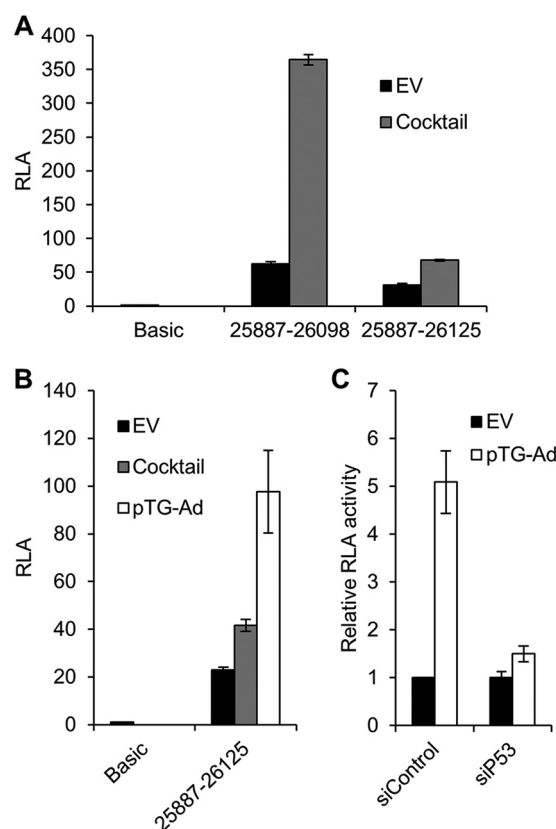 A
RLA
400
350
300
250
200
150
100
50
0
EV
Cocktail
Basic 25887-26098 25887-26125
B
RLA
120
100
80
60
40
20
0
EV
Cocktail
pTG-Ad
Basic
25887-26125
C
Relative RLA activity
7
6
5
4
3
2
1
0
EV
pTG-Ad
siControl
siP53